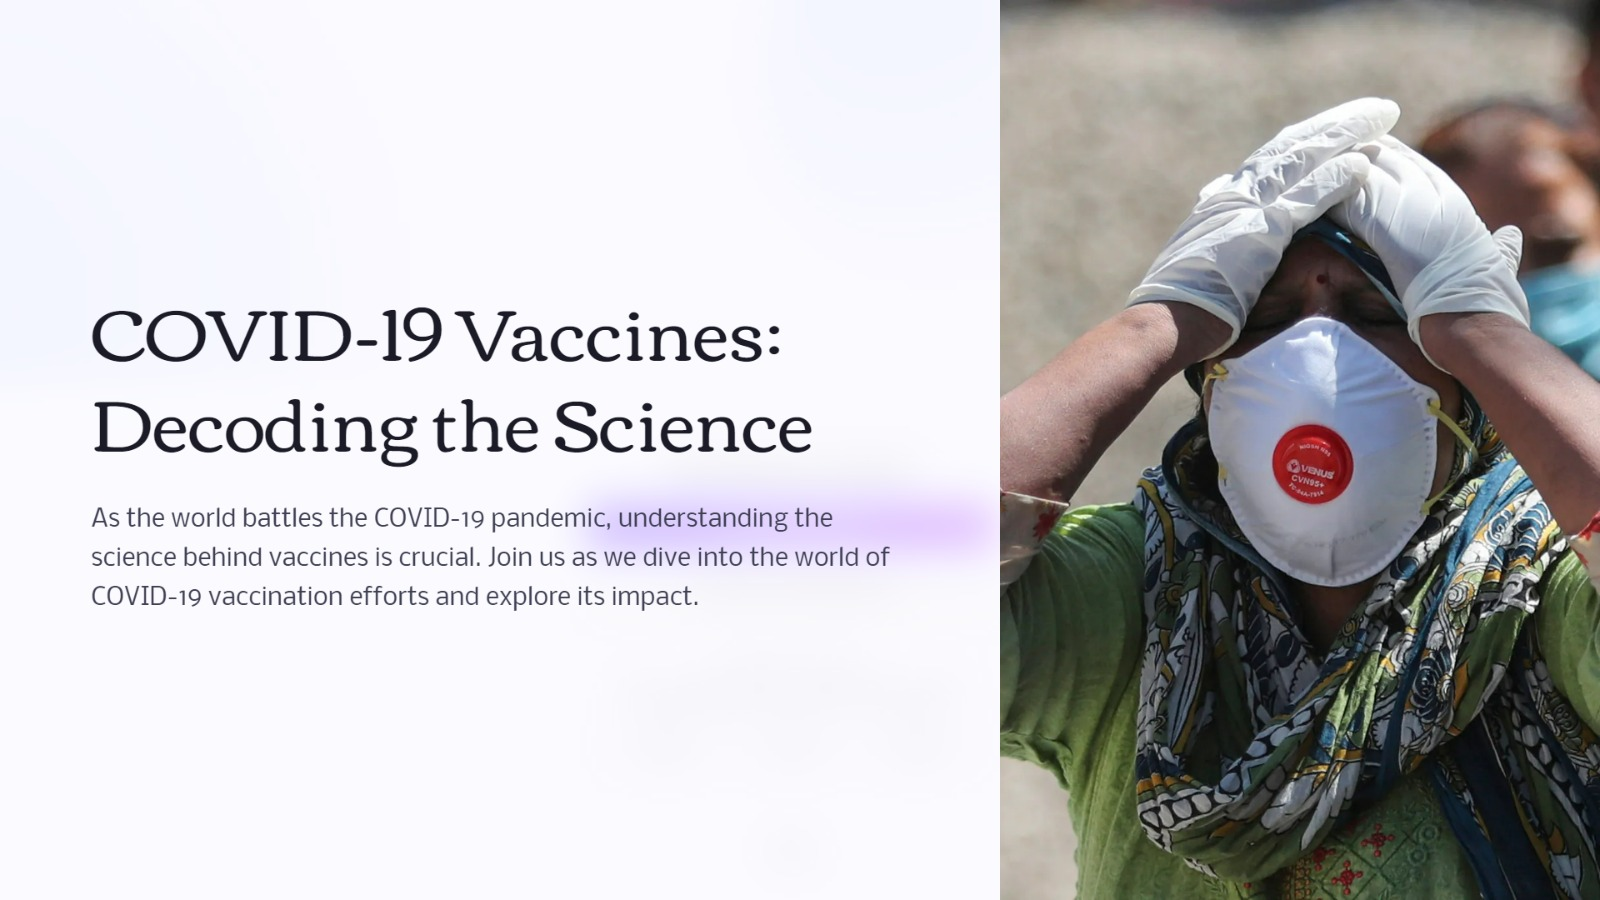 COVID-19 Vaccines:
Decoding the Science
As the world battles the COVID-19 pandemic, understanding the
science behind vaccines is crucial. Join us as we dive into the world of
COVID-19 vaccination efforts and explore its impact.
VENUS
CVN95+